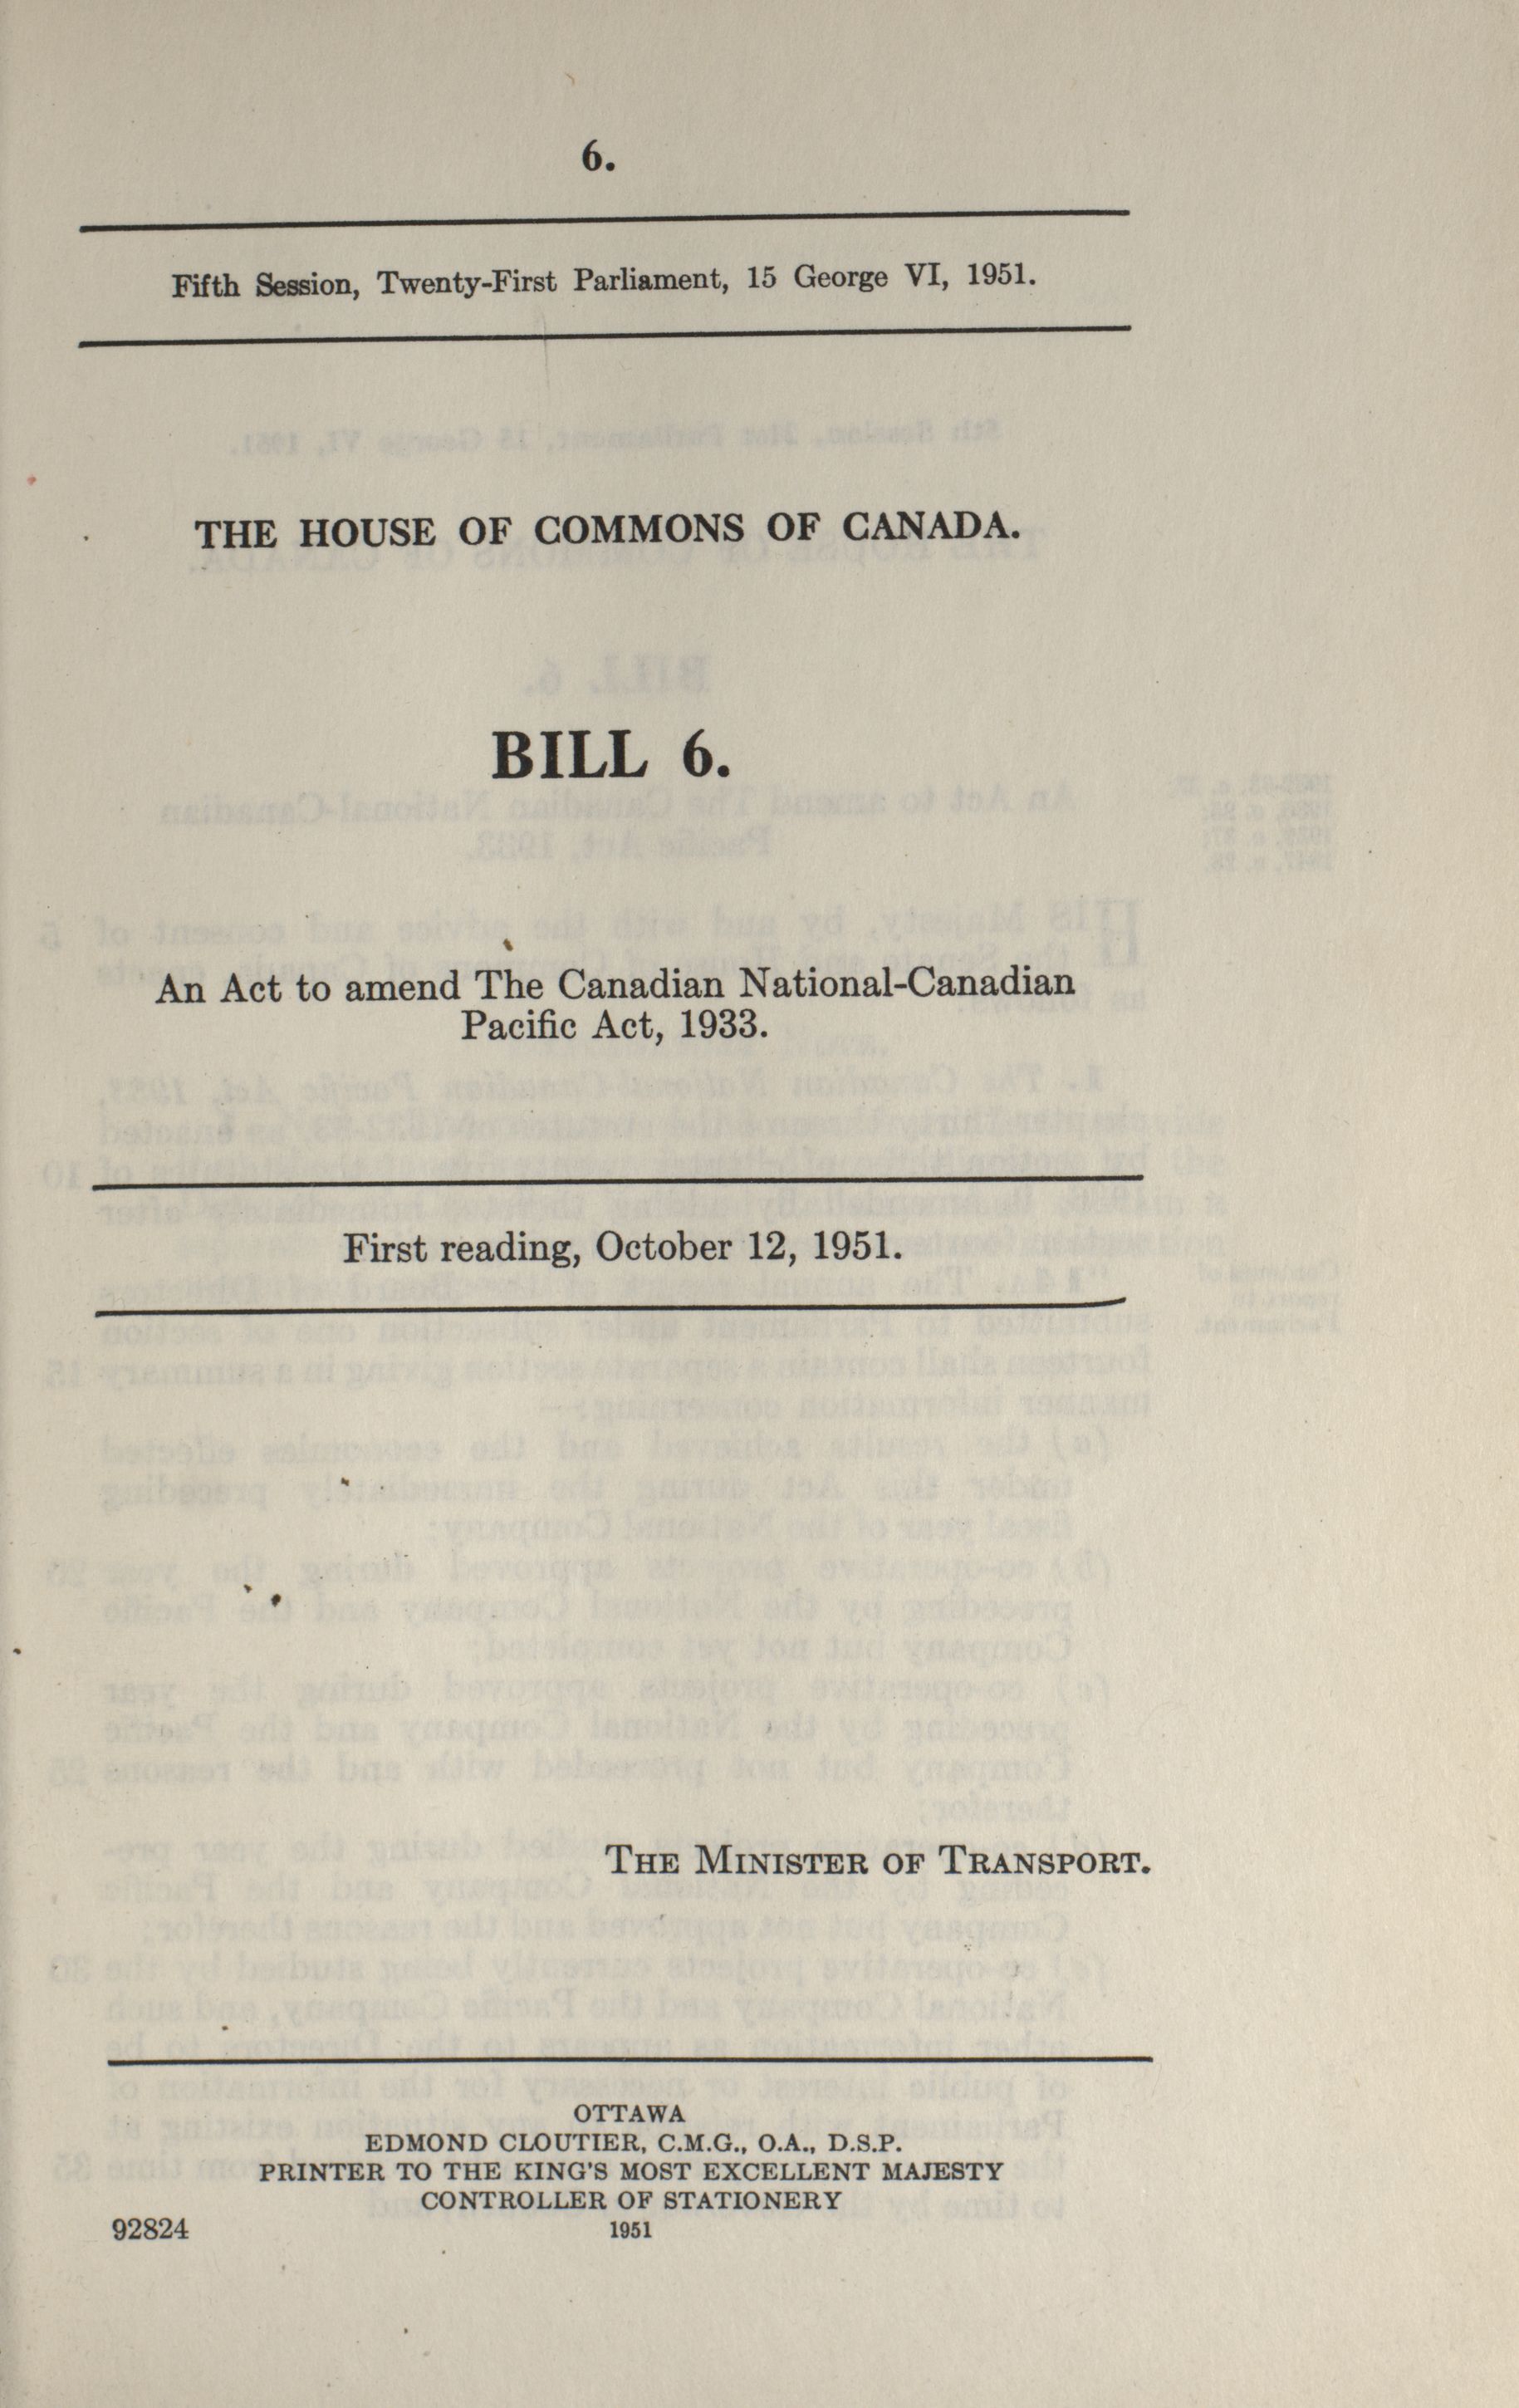 6.
Fifth Session, Twenty-First Parliament, 15 George VI, 1951.
THE HOUSE OF COMMONS OF CANADA.
BILL 6.
An Act to amend The Canadian National-Canadian
Pacific Act, 1933.
First reading, October 12, 1951.
THE MINISTER OF TRANSPORT.
OTTAWA
EDMOND CLOUTIER, C.M.G., O.A., D.S.P.
PRINTER TO THE KING'S MOST EXCELLENT MAJESTY
CONTROLLER OF STATIONERY
92824 1951